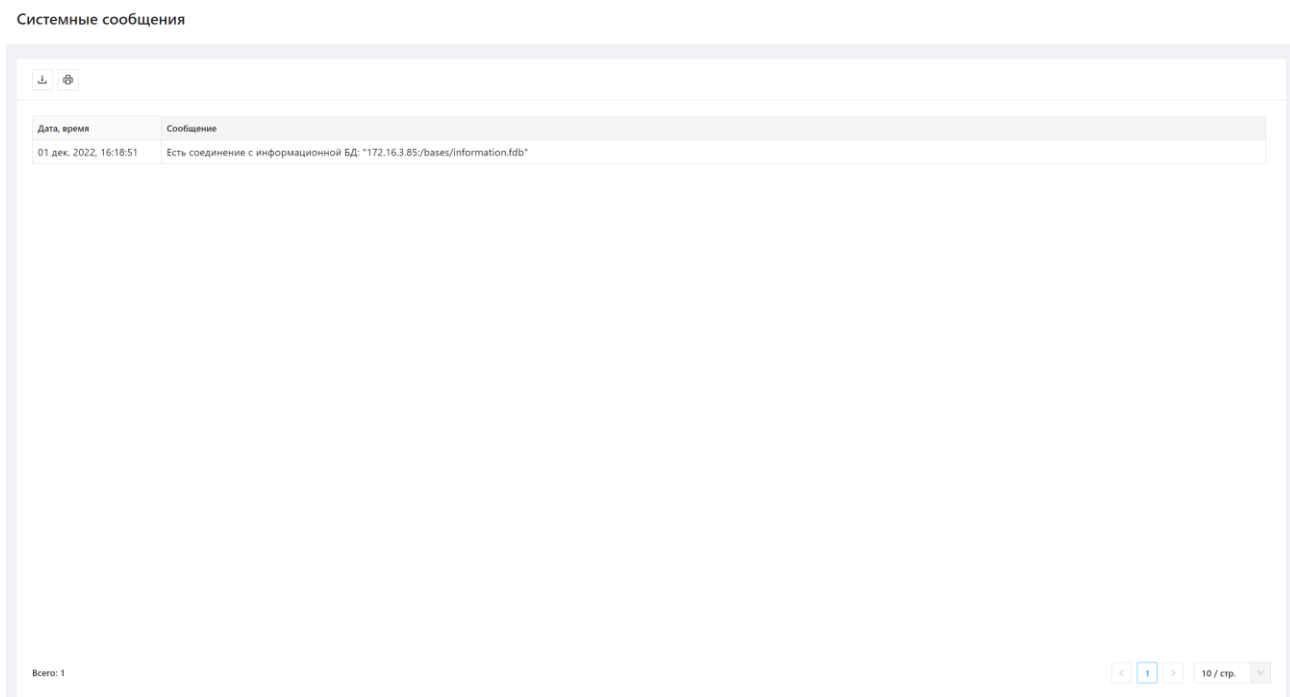 Системные сообщения
Дата, время Сообщение
01 дек. 2022, 16:18:51 Есть соединение с информационной БД: "172.16.3.85:/bases/information.fdb"
Всего: 1 1 10 / стр.